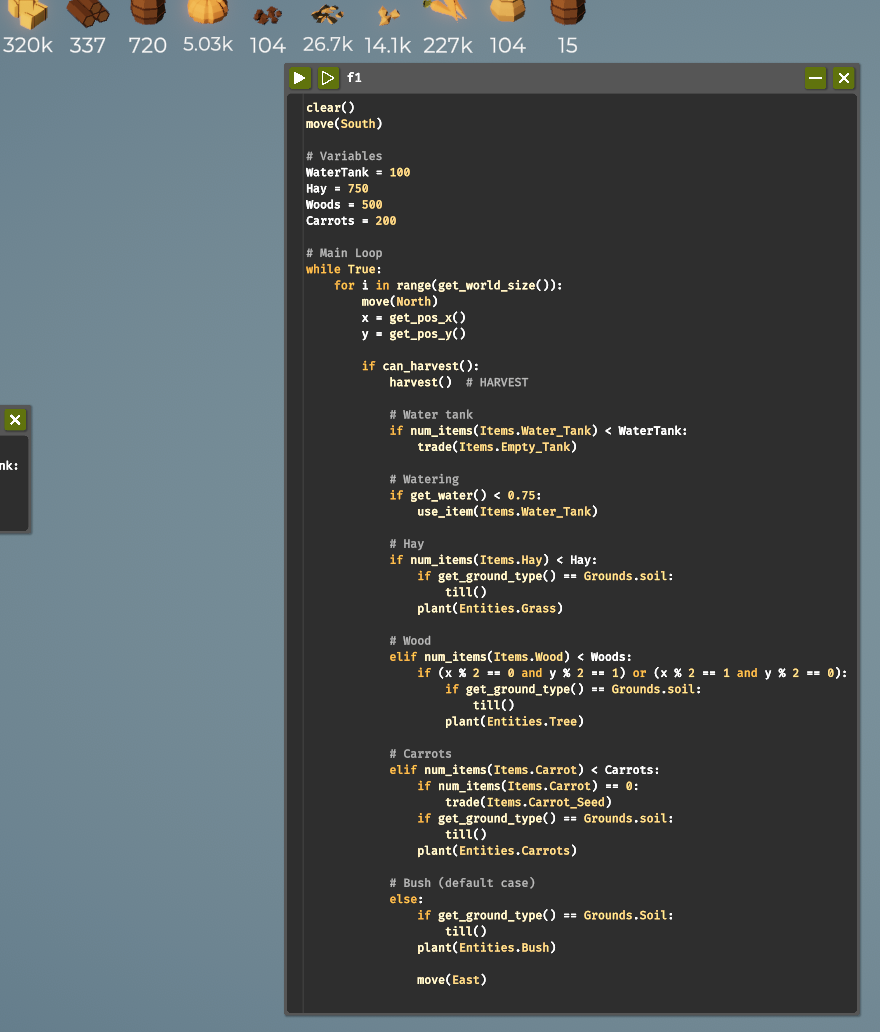 320k 337 720 5.03k 104 26.7k 14.1k 227k 104 15
f1
clear()
move(South)
# Variables
WaterTank = 100
Hay = 750
Woods = 500
Carrots = 200
# Main Loop
while True:
for i in range(get_world_size()):
move(North)
x = get_pos_x()
y = get_pos_y()
if can_harvest():
harvest()  # HARVEST
# Water tank
if num_items(Items.Water_Tank) < WaterTank:
trade(Items.Empty_Tank)
# Watering
if get_water() < 0.75:
use_item(Items.Water_Tank)
# Hay
if num_items(Items.Hay) < Hay:
if get_ground_type() == Grounds.soil:
till()
plant(Entities.Grass)
# Wood
elif num_items(Items.Wood) < Woods:
if (x % 2 == 0 and y % 2 == 1) or (x % 2 == 1 and y % 2 == 0):
if get_ground_type() == Grounds.soil:
till()
plant(Entities.Tree)
# Carrots
elif num_items(Items.Carrot) < Carrots:
if num_items(Items.Carrot) == 0:
trade(Items.Carrot_Seed)
if get_ground_type() == Grounds.soil:
till()
plant(Entities.Carrots)
# Bush (default case)
else:
if get_ground_type() == Grounds.Soil:
till()
plant(Entities.Bush)
move(East)
nk: